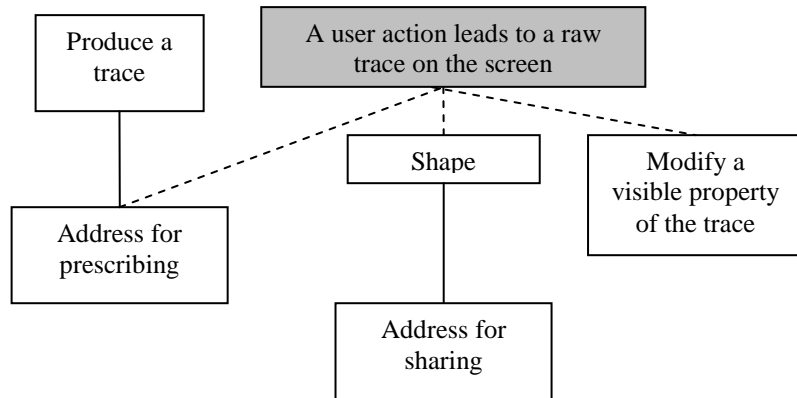 Produce a
trace
A user action leads to a raw
trace on the screen
Shape
Modify a
visible property
of the trace
Address for
prescribing
Address for
sharing